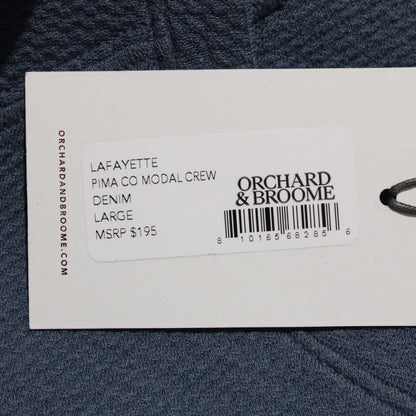 ORCHARDANDBROOME.COM
LAFAYETTE
PIMA CO MODAL CREW
DENIM
LARGE
MSRP $195
ORCHARD
& BROOME
8 10165 68285 6